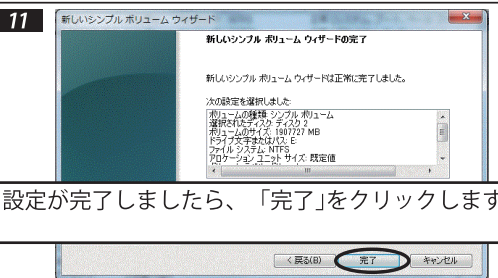 11
新しいシンプル ボリューム ウィザード
新しいシンプル ボリューム ウィザードの完了
新しいシンプル ボリューム ウィザードは正常に完了しました。
次の設定を選択しました:
ボリュームの種類: シンプル ボリューム
選択されたディスク: ディスク 2
ボリュームのサイズ: 1907727 MB
ドライブ文字またはパス: E:
ファイル システム: NTFS
アロケーション ユニット サイズ: 既定値
設定が完了しましたら、「完了」をクリックします
< 戻る(B)
完了
キャンセル